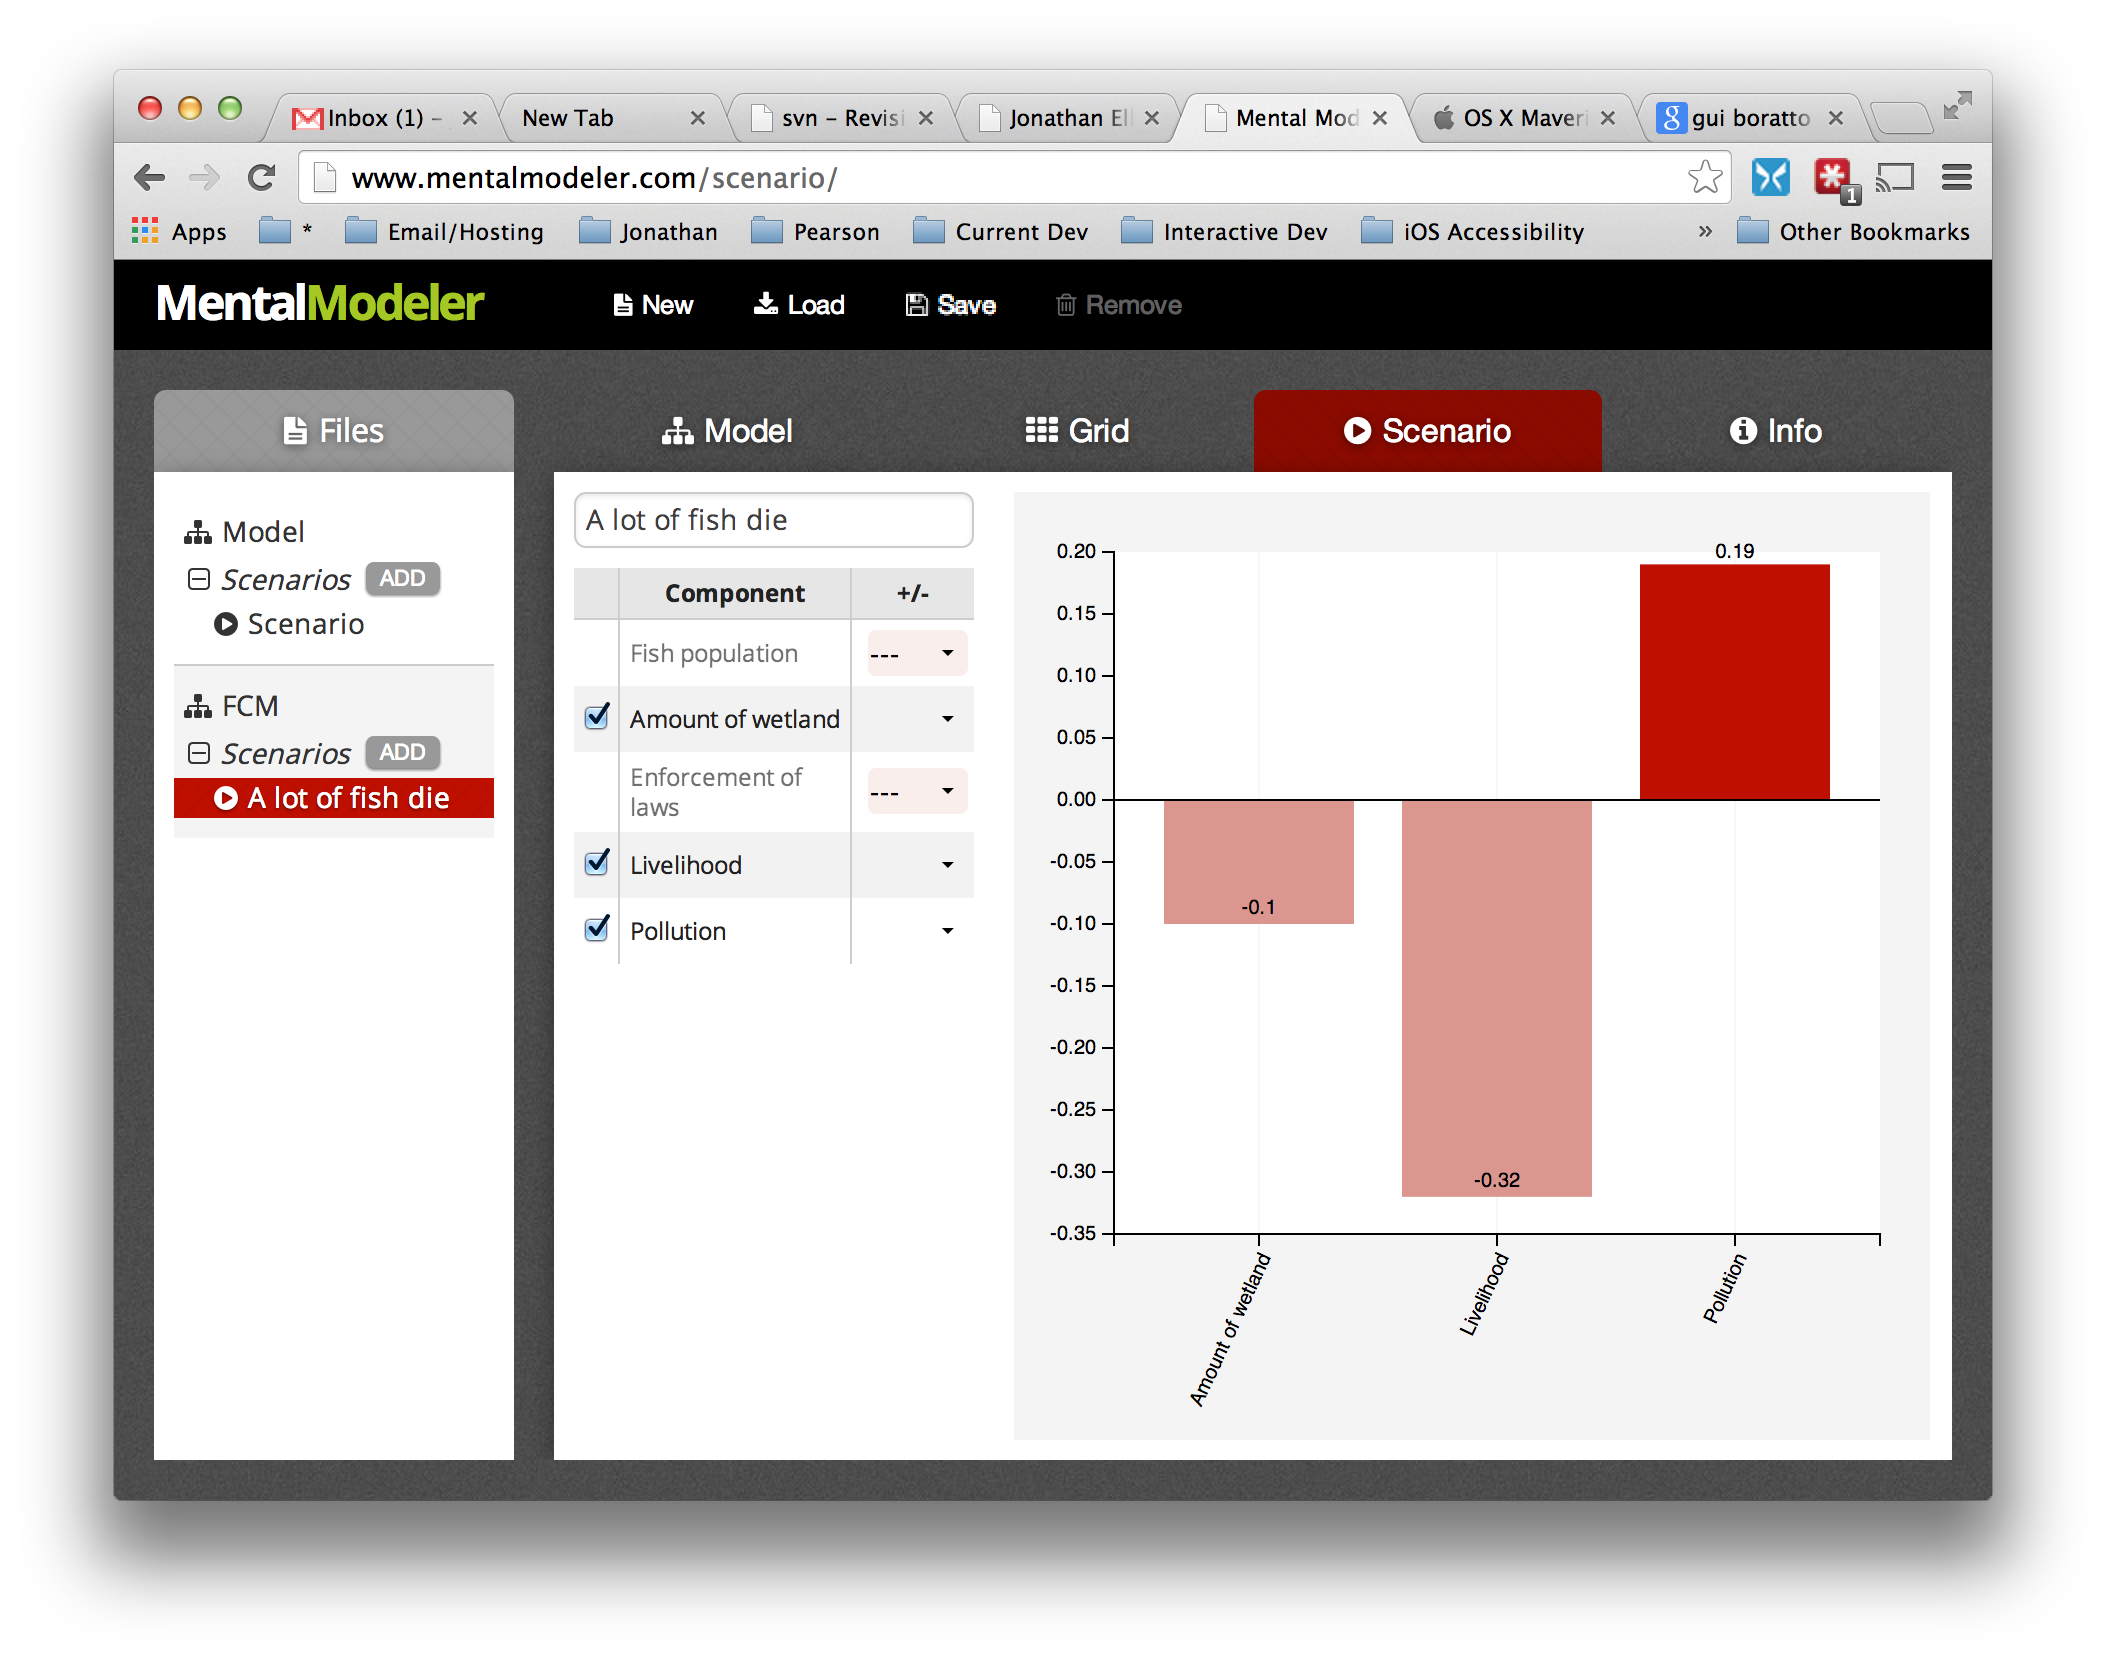 Inbox (1) –
New Tab
svn – Revisi
Jonathan Ell
Mental Mod
OS X Maveri
gui boratto
www.mentalmodeler.com/scenario/
1
Apps
*
Email/Hosting
Jonathan
Pearson
Current Dev
Interactive Dev
iOS Accessibility
»
Other Bookmarks
MentalModeler
New
Load
Save
Remove
Files
Model
Grid
Scenario
Info
Model
Scenarios ADD
Scenario
FCM
Scenarios ADD
A lot of fish die
A lot of fish die
Component +/-
Fish population ---
Amount of wetland
Enforcement of
laws ---
Livelihood
Pollution
0.20
0.15
0.10
0.05
0.00
-0.05
-0.10
-0.15
-0.20
-0.25
-0.30
-0.35
-0.1
-0.32
0.19
Amount of wetland
Livelihood
Pollution